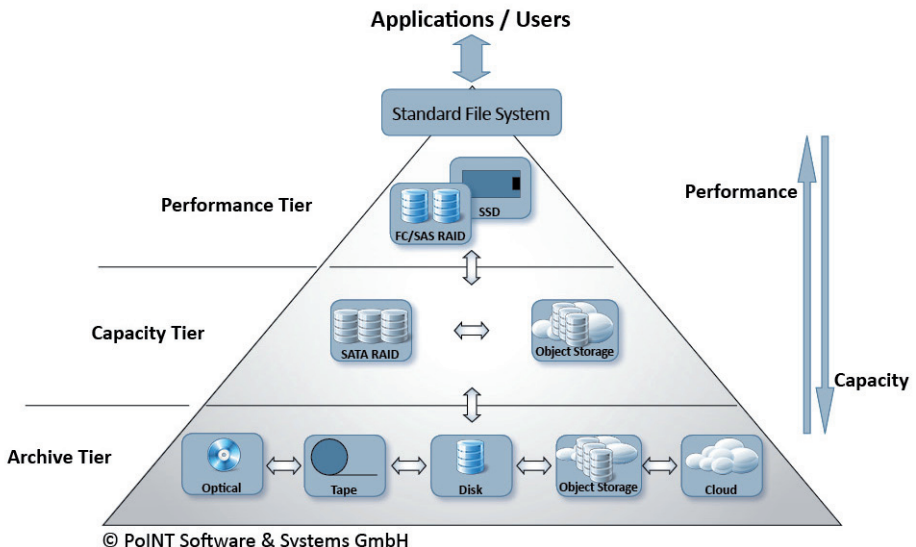 Applications / Users
Standard File System
Performance Tier
SSD
FC/SAS RAID
Performance
Capacity Tier
SATA RAID
Object Storage
Capacity
Archive Tier
Optical
Tape
Disk
Object Storage
Cloud
© PoINT Software & Systems GmbH